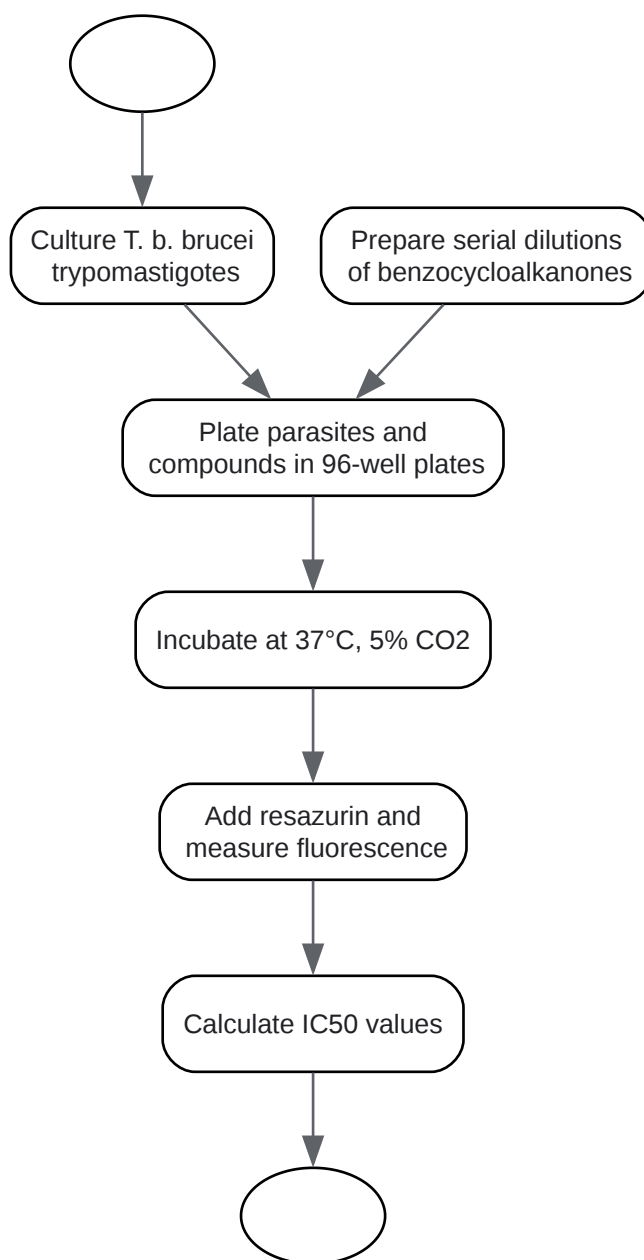 Culture T. b. brucei
trypomastigotes
Prepare serial dilutions
of benzocycloalkanones
Plate parasites and
compounds in 96-well plates
Incubate at 37°C, 5% CO2
Add resazurin and
measure fluorescence
Calculate IC50 values